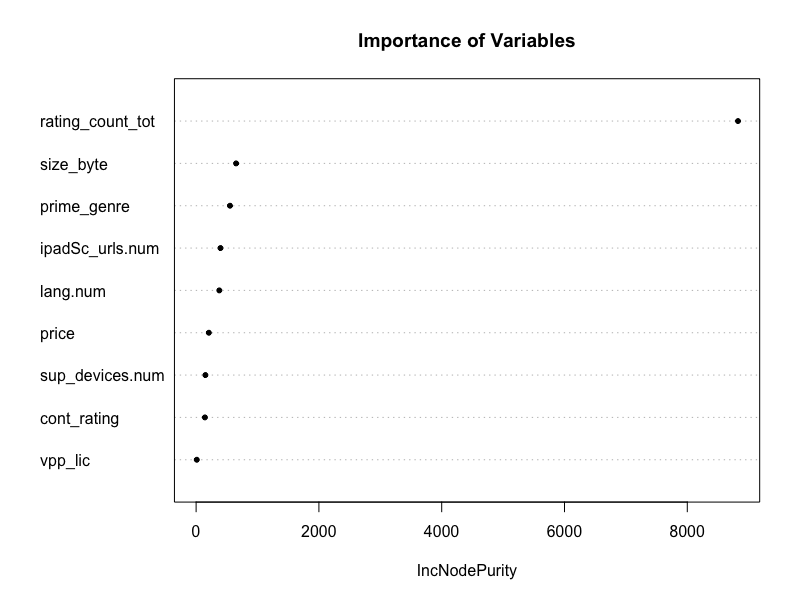 Importance of Variables
rating_count_tot
size_byte
prime_genre
ipadSc_urls.num
lang.num
price
sup_devices.num
cont_rating
vpp_lic
0 2000 4000 6000 8000
IncNodePurity